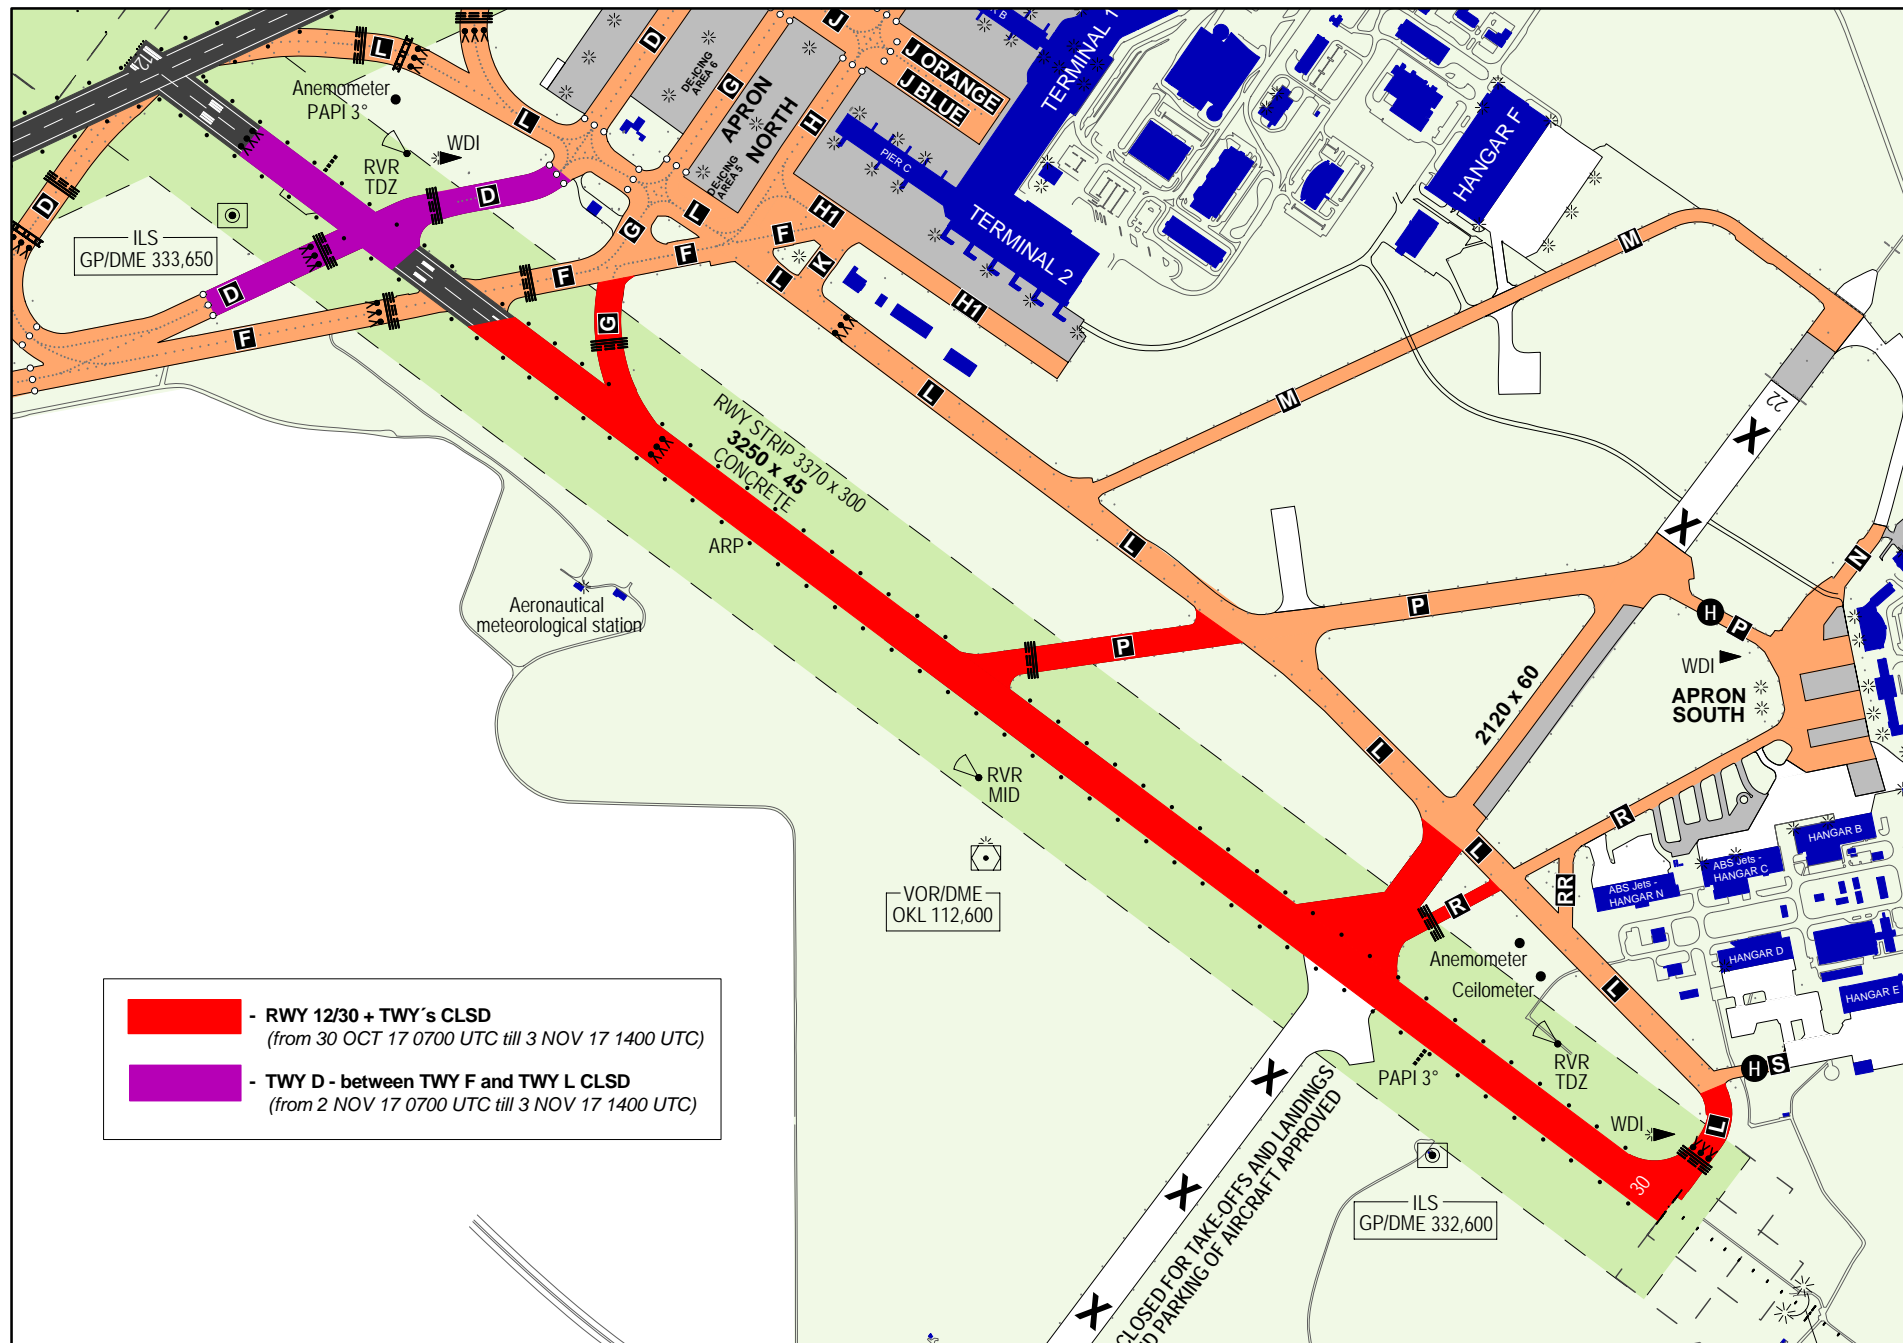 12
L
D
DE-ICING
AREA 6
G
J
J ORANGE
J BLUE
PIER B
TERMINAL 1
APRON
NORTH
H
DE-ICING
AREA 5
PIER C
TERMINAL 2
HANGAR F
Anemometer
PAPI 3°
L
WDI
RVR
TDZ
D
D
ILS
GP/DME 333,650
D
F
F
G
L
F
F
H1
K
L
H1
M
M
G
L
22
X
X
RWY STRIP 3370 x 300
3250 x 45
CONCRETE
ARP
Aeronautical
meteorological station
L
P
P
H
P
N
WDI
APRON
SOUTH
2120 x 60
L
RVR
MID
VOR/DME
OKL 112,600
L
R
R
RR
HANGAR B
ABS Jets -
HANGAR C
ABS Jets -
HANGAR N
HANGAR D
HANGAR E
Anemometer
Ceilometer
L
H
S
PAPI 3°
RVR
TDZ
WDI
L
30
ILS
GP/DME 332,600
X
X
X
CLOSED FOR TAKE-OFFS AND LANDINGS
PARKING OF AIRCRAFT APPROVED
- RWY 12/30 + TWY´s CLSD
(from 30 OCT 17 0700 UTC till 3 NOV 17 1400 UTC)
- TWY D - between TWY F and TWY L CLSD
(from 2 NOV 17 0700 UTC till 3 NOV 17 1400 UTC)